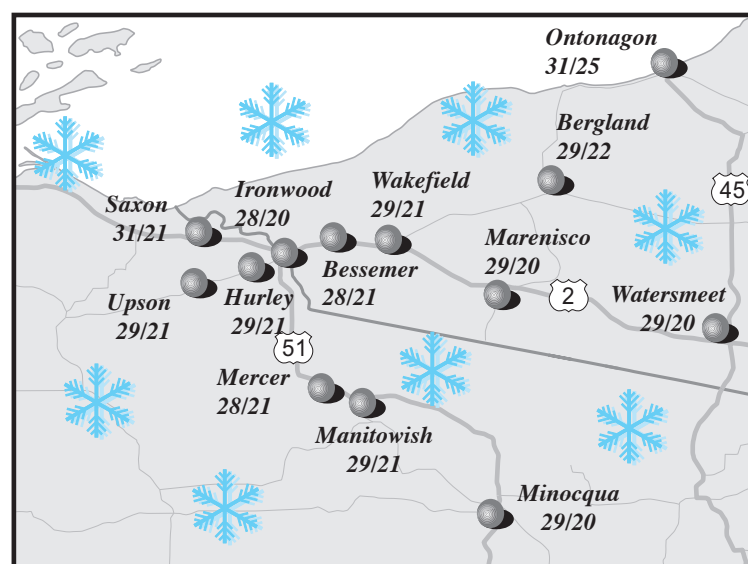 Ontonagon
31/25
Bergland
29/22
45
Saxon
31/21
Ironwood
28/20
Wakefield
29/21
Marenisco
29/20
Bessemer
28/21
2
Watersmeet
29/20
Upson
29/21
Hurley
29/21
51
Mercer
28/21
Manitowish
29/21
Minocqua
29/20